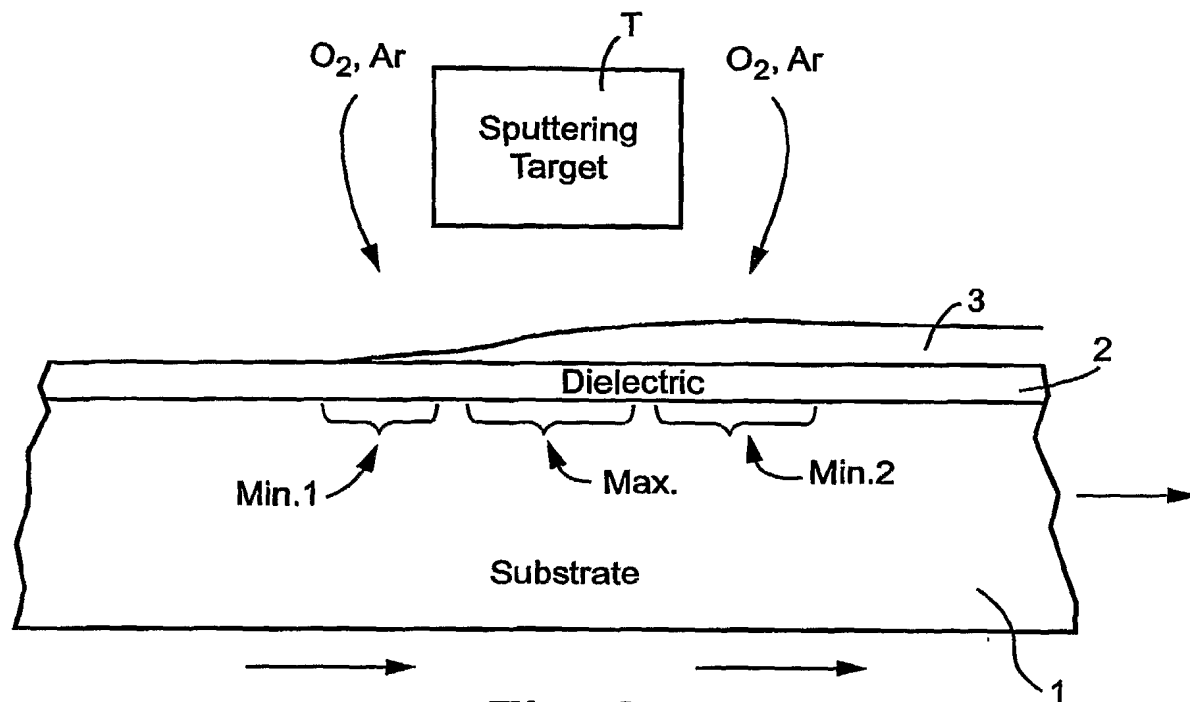 T
O2, Ar
O2, Ar
Sputtering
Target
3
2
Dielectric
Min.1
Max.
Min.2
Substrate
1